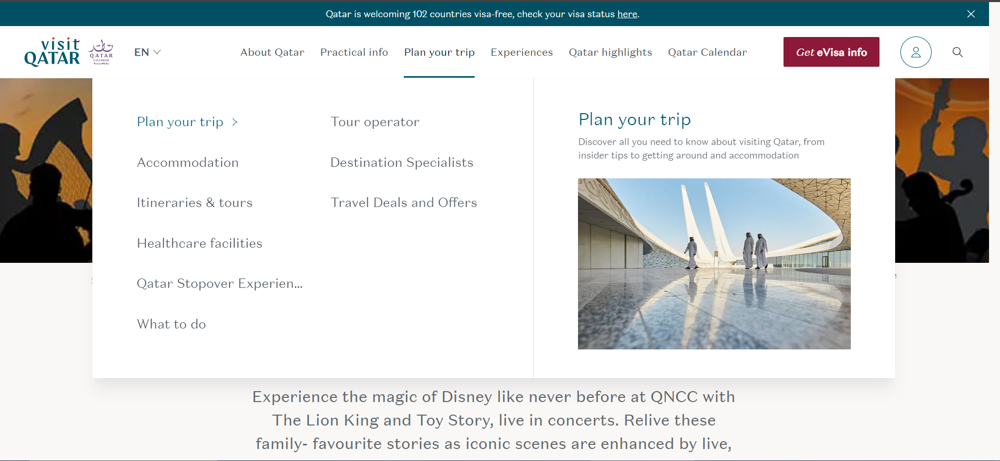 Qatar is welcoming 102 countries visa-free, check your visa status here.
visit
QATAR
قطر
QATAR
CALENDAR
EN
About Qatar
Practical info
Plan your trip
Experiences
Qatar highlights
Qatar Calendar
Get eVisa info
Plan your trip
Accommodation
Itineraries & tours
Healthcare facilities
Qatar Stopover Experien...
What to do
Tour operator
Destination Specialists
Travel Deals and Offers
Plan your trip
Discover all you need to know about visiting Qatar, from
insider tips to getting around and accommodation
Experience the magic of Disney like never before at QNCC with
The Lion King and Toy Story, live in concerts. Relive these
family- favourite stories as iconic scenes are enhanced by live,